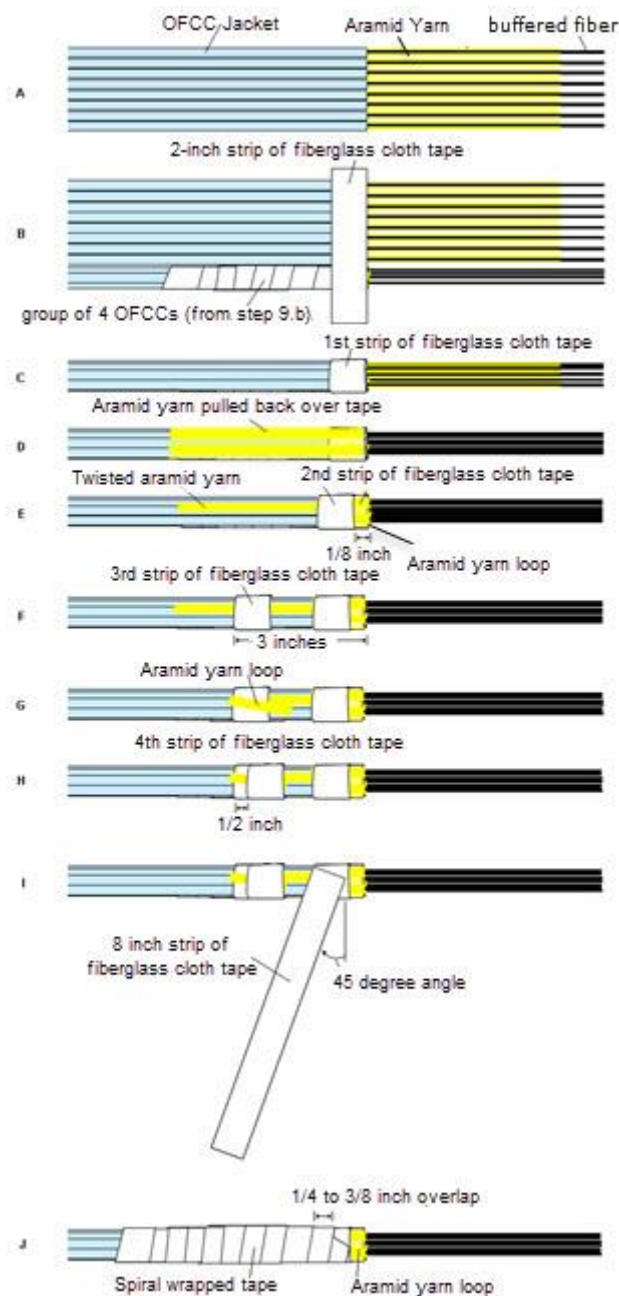 OFCC Jacket
Aramid Yarn
buffered fiber
A
2-inch strip of fiberglass cloth tape
B
group of 4 OFCCs (from step 9.b)
1st strip of fiberglass cloth tape
C
Aramid yarn pulled back over tape
D
Twisted aramid yarn
2nd strip of fiberglass cloth tape
E
1/8 inch
Aramid yarn loop
3rd strip of fiberglass cloth tape
F
3 inches
Aramid yarn loop
G
4th strip of fiberglass cloth tape
H
1/2 inch
I
8 inch strip of
fiberglass cloth tape
45 degree angle
1/4 to 3/8 inch overlap
J
Spiral wrapped tape
Aramid yarn loop